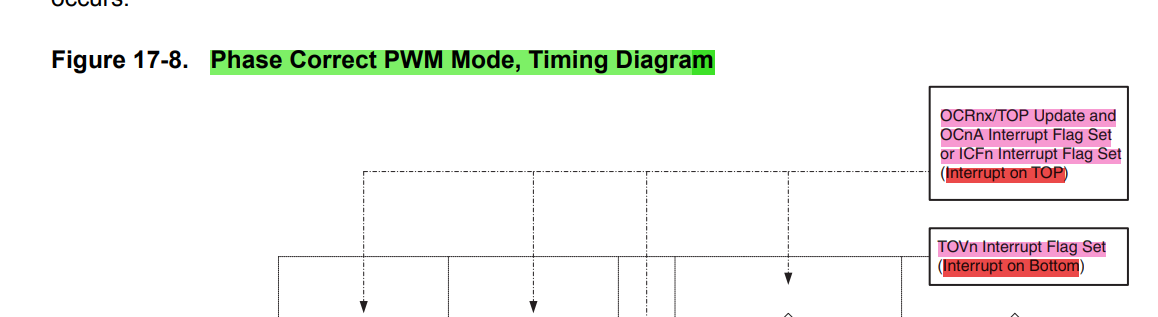 occurs.
Figure 17-8. Phase Correct PWM Mode, Timing Diagram
OCRnx/TOP Update and
OCnA Interrupt Flag Set
or ICFn Interrupt Flag Set
(Interrupt on TOP)
TOVn Interrupt Flag Set
(Interrupt on Bottom)